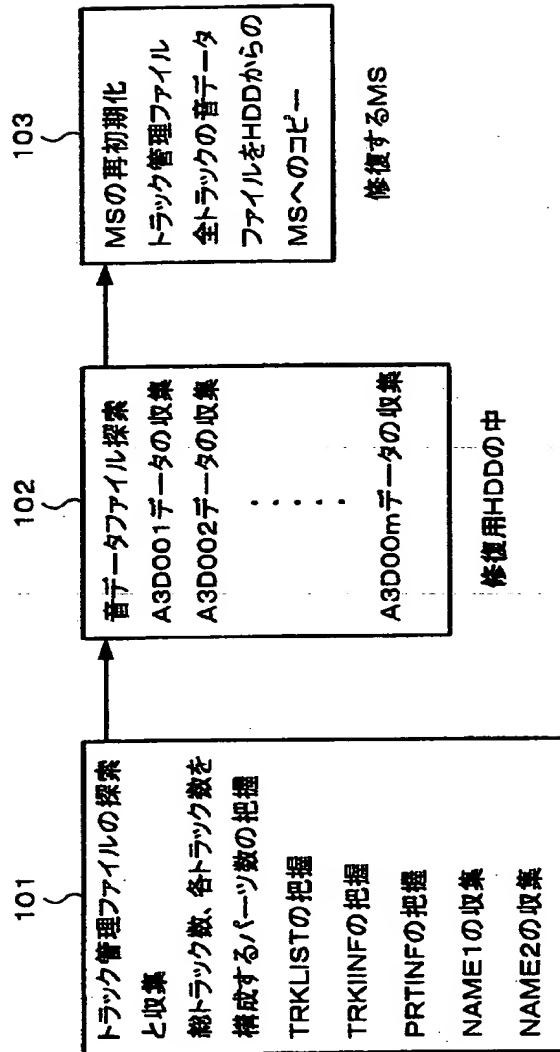 101
トラック管理ファイルの探索
と収集
総トラック数、各トラック数を
構成するパーツ数の把握
TRKLISTの把握
TRKIINFの把握
PRTINFの把握
NAME1の収集
NAME2の収集
102
音データファイル探索
A3D001データの収集
A3D002データの収集
・・・・・
A3D00mデータの収集
修復用HDDの中
103
MSの再初期化
トラック管理ファイル
全トラックの音データ
ファイルをHDDからの
MSへのコピー
修復するMS